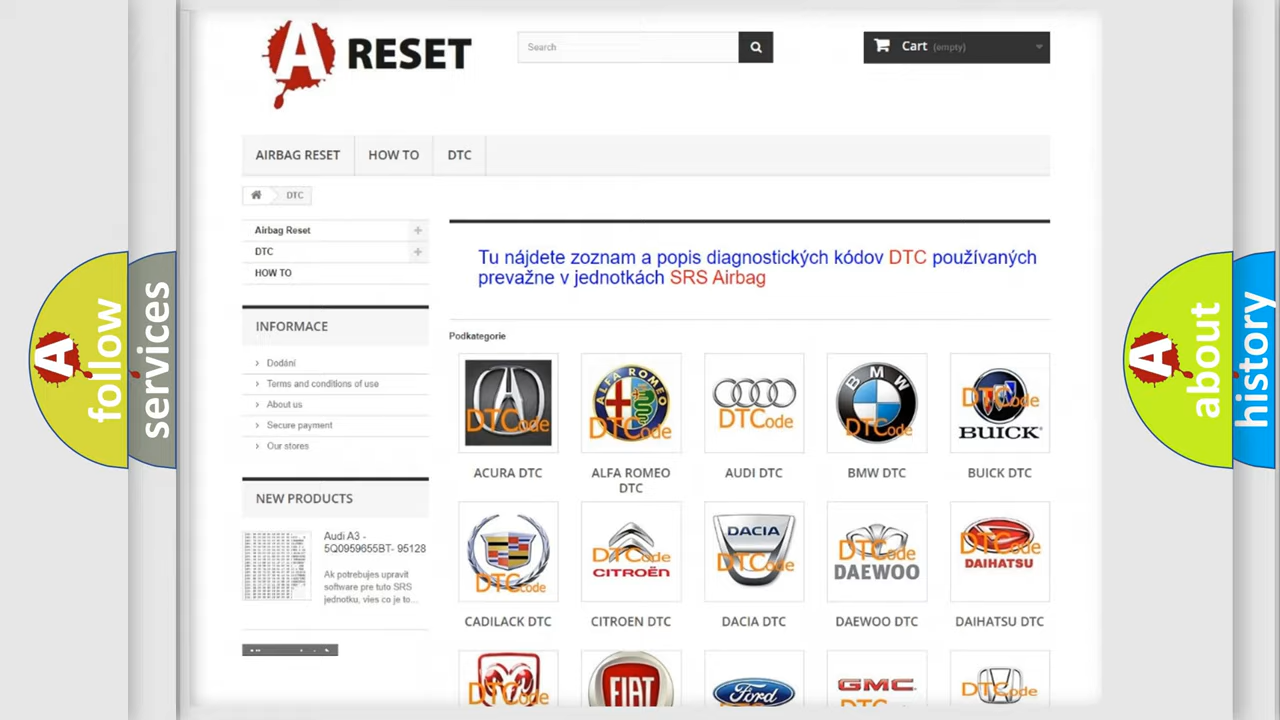 A RESET
Search
Cart (empty)
AIRBAG RESET
HOW TO
DTC
DTC
Airbag Reset
DTC
HOW TO
Tu nájdete zoznam a popis diagnostických kódov DTC používaných
prevažne v jednotkách SRS Airbag
INFORMACE
Dodání
Terms and conditions of use
About us
Secure payment
Our stores
Podkategorie
DTCode
ALFA ROMEO
DTCode
DTCode
BMW
DTCode
DTCode
BUICK
ACURA DTC
ALFA ROMEO
DTC
AUDI DTC
BMW DTC
BUICK DTC
NEW PRODUCTS
Audi A3 -
5Q0959655BT- 95128
Ak potrebujes upravit
software pre tuto SRS
jednotku, vies co je to...
DTCode
DTCode
CITROËN
DACIA
DTCode
DTCode
DAEWOO
DTCode
DAIHATSU
CADILACK DTC
CITROEN DTC
DACIA DTC
DAEWOO DTC
DAIHATSU DTC
DTCode
FIAT
Ford
GMC
DTCode
A follow
services
A about
history